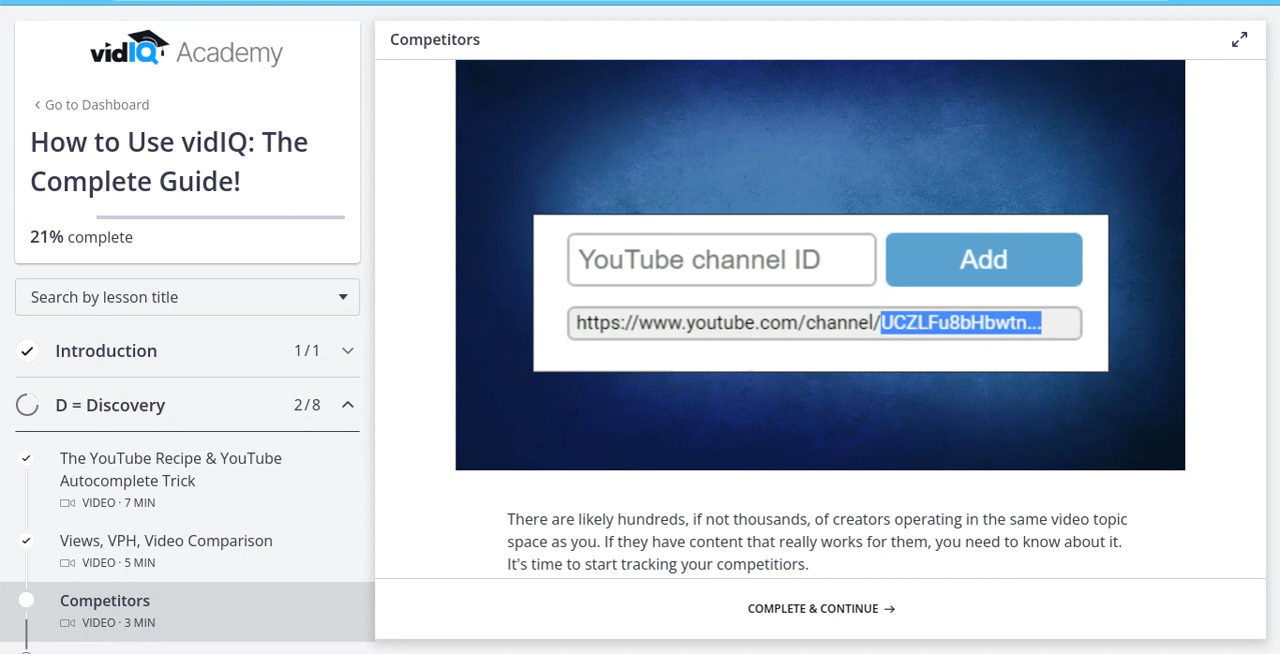 vidIQ Academy
Go to Dashboard
How to Use vidIQ: The
Complete Guide!
21% complete
Search by lesson title
Introduction 1/1
D = Discovery 2/8
The YouTube Recipe & YouTube
Autocomplete Trick
VIDEO · 7 MIN
Views, VPH, Video Comparison
VIDEO · 5 MIN
Competitors
VIDEO · 3 MIN
Competitors
YouTube channel ID
Add
https://www.youtube.com/channel/UCZLFu8bHbwtn...
There are likely hundreds, if not thousands, of creators operating in the same video topic
space as you. If they have content that really works for them, you need to know about it.
It's time to start tracking your competitiors.
COMPLETE & CONTINUE →